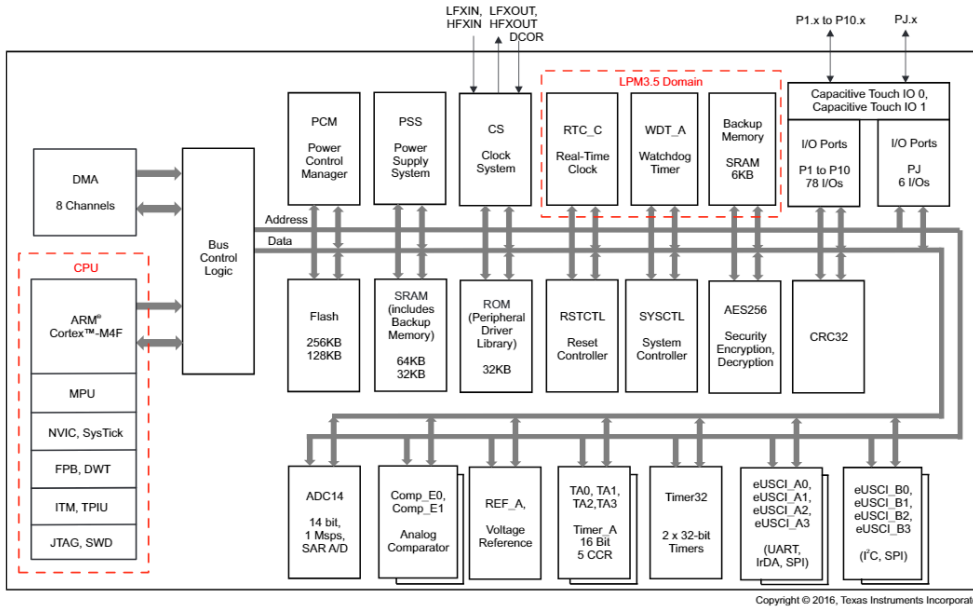 LFXIN, LFXOUT,
HFXIN HFXOUT
DCOR
P1.x to P10.x
PJ.x
LPM3.5 Domain
Capacitive Touch IO 0,
Capacitive Touch IO 1
PCM
Power
Control
Manager
PSS
Power
Supply
System
CS
Clock
System
RTC_C
Real-Time
Clock
WDT_A
Watchdog
Timer
Backup
Memory
SRAM
6KB
I/O Ports
P1 to P10
78 I/Os
I/O Ports
PJ
6 I/Os
DMA
8 Channels
Bus
Control
Logic
Address
Data
CPU
ARM®
Cortex™-M4F
MPU
NVIC, SysTick
FPB, DWT
ITM, TPIU
JTAG, SWD
Flash
256KB
128KB
SRAM
(includes
Backup
Memory)
64KB
32KB
ROM
(Peripheral
Driver
Library)
32KB
RSTCTL
Reset
Controller
SYSCTL
System
Controller
AES256
Security
Encryption,
Decryption
CRC32
ADC14
14 bit,
1 Msps,
SAR A/D
Comp_E0,
Comp_E1
Analog
Comparator
REF_A,
Voltage
Reference
TA0, TA1,
TA2,TA3
Timer_A
16 Bit
5 CCR
Timer32
2 x 32-bit
Timers
eUSCI_A0,
eUSCI_A1,
eUSCI_A2,
eUSCI_A3
(UART,
IrDA, SPI)
eUSCI_B0,
eUSCI_B1,
eUSCI_B2,
eUSCI_B3
(I²C, SPI)
Copyright © 2016, Texas Instruments Incorporat